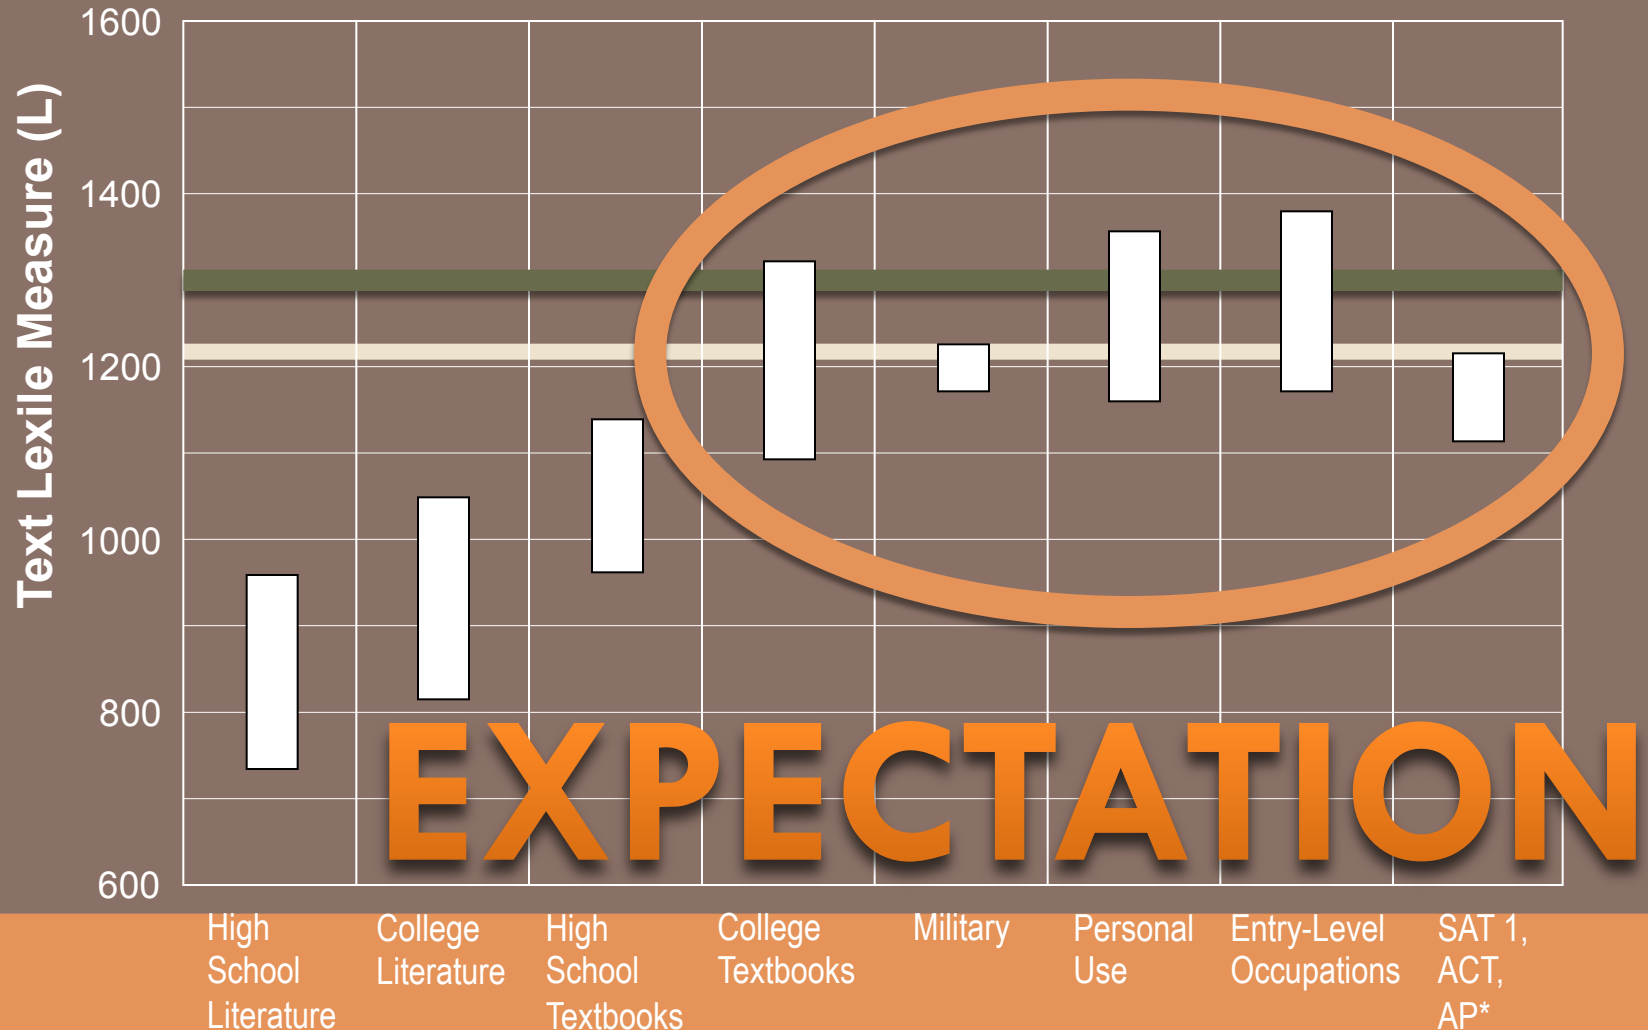 Text Lexile Measure (L)
1600
1400
1200
1000
800
600
EXPECTATION
High
School
Literature
College
Literature
High
School
Textbooks
College
Textbooks
Military
Personal
Use
Entry-Level
Occupations
SAT 1,
ACT,
AP*